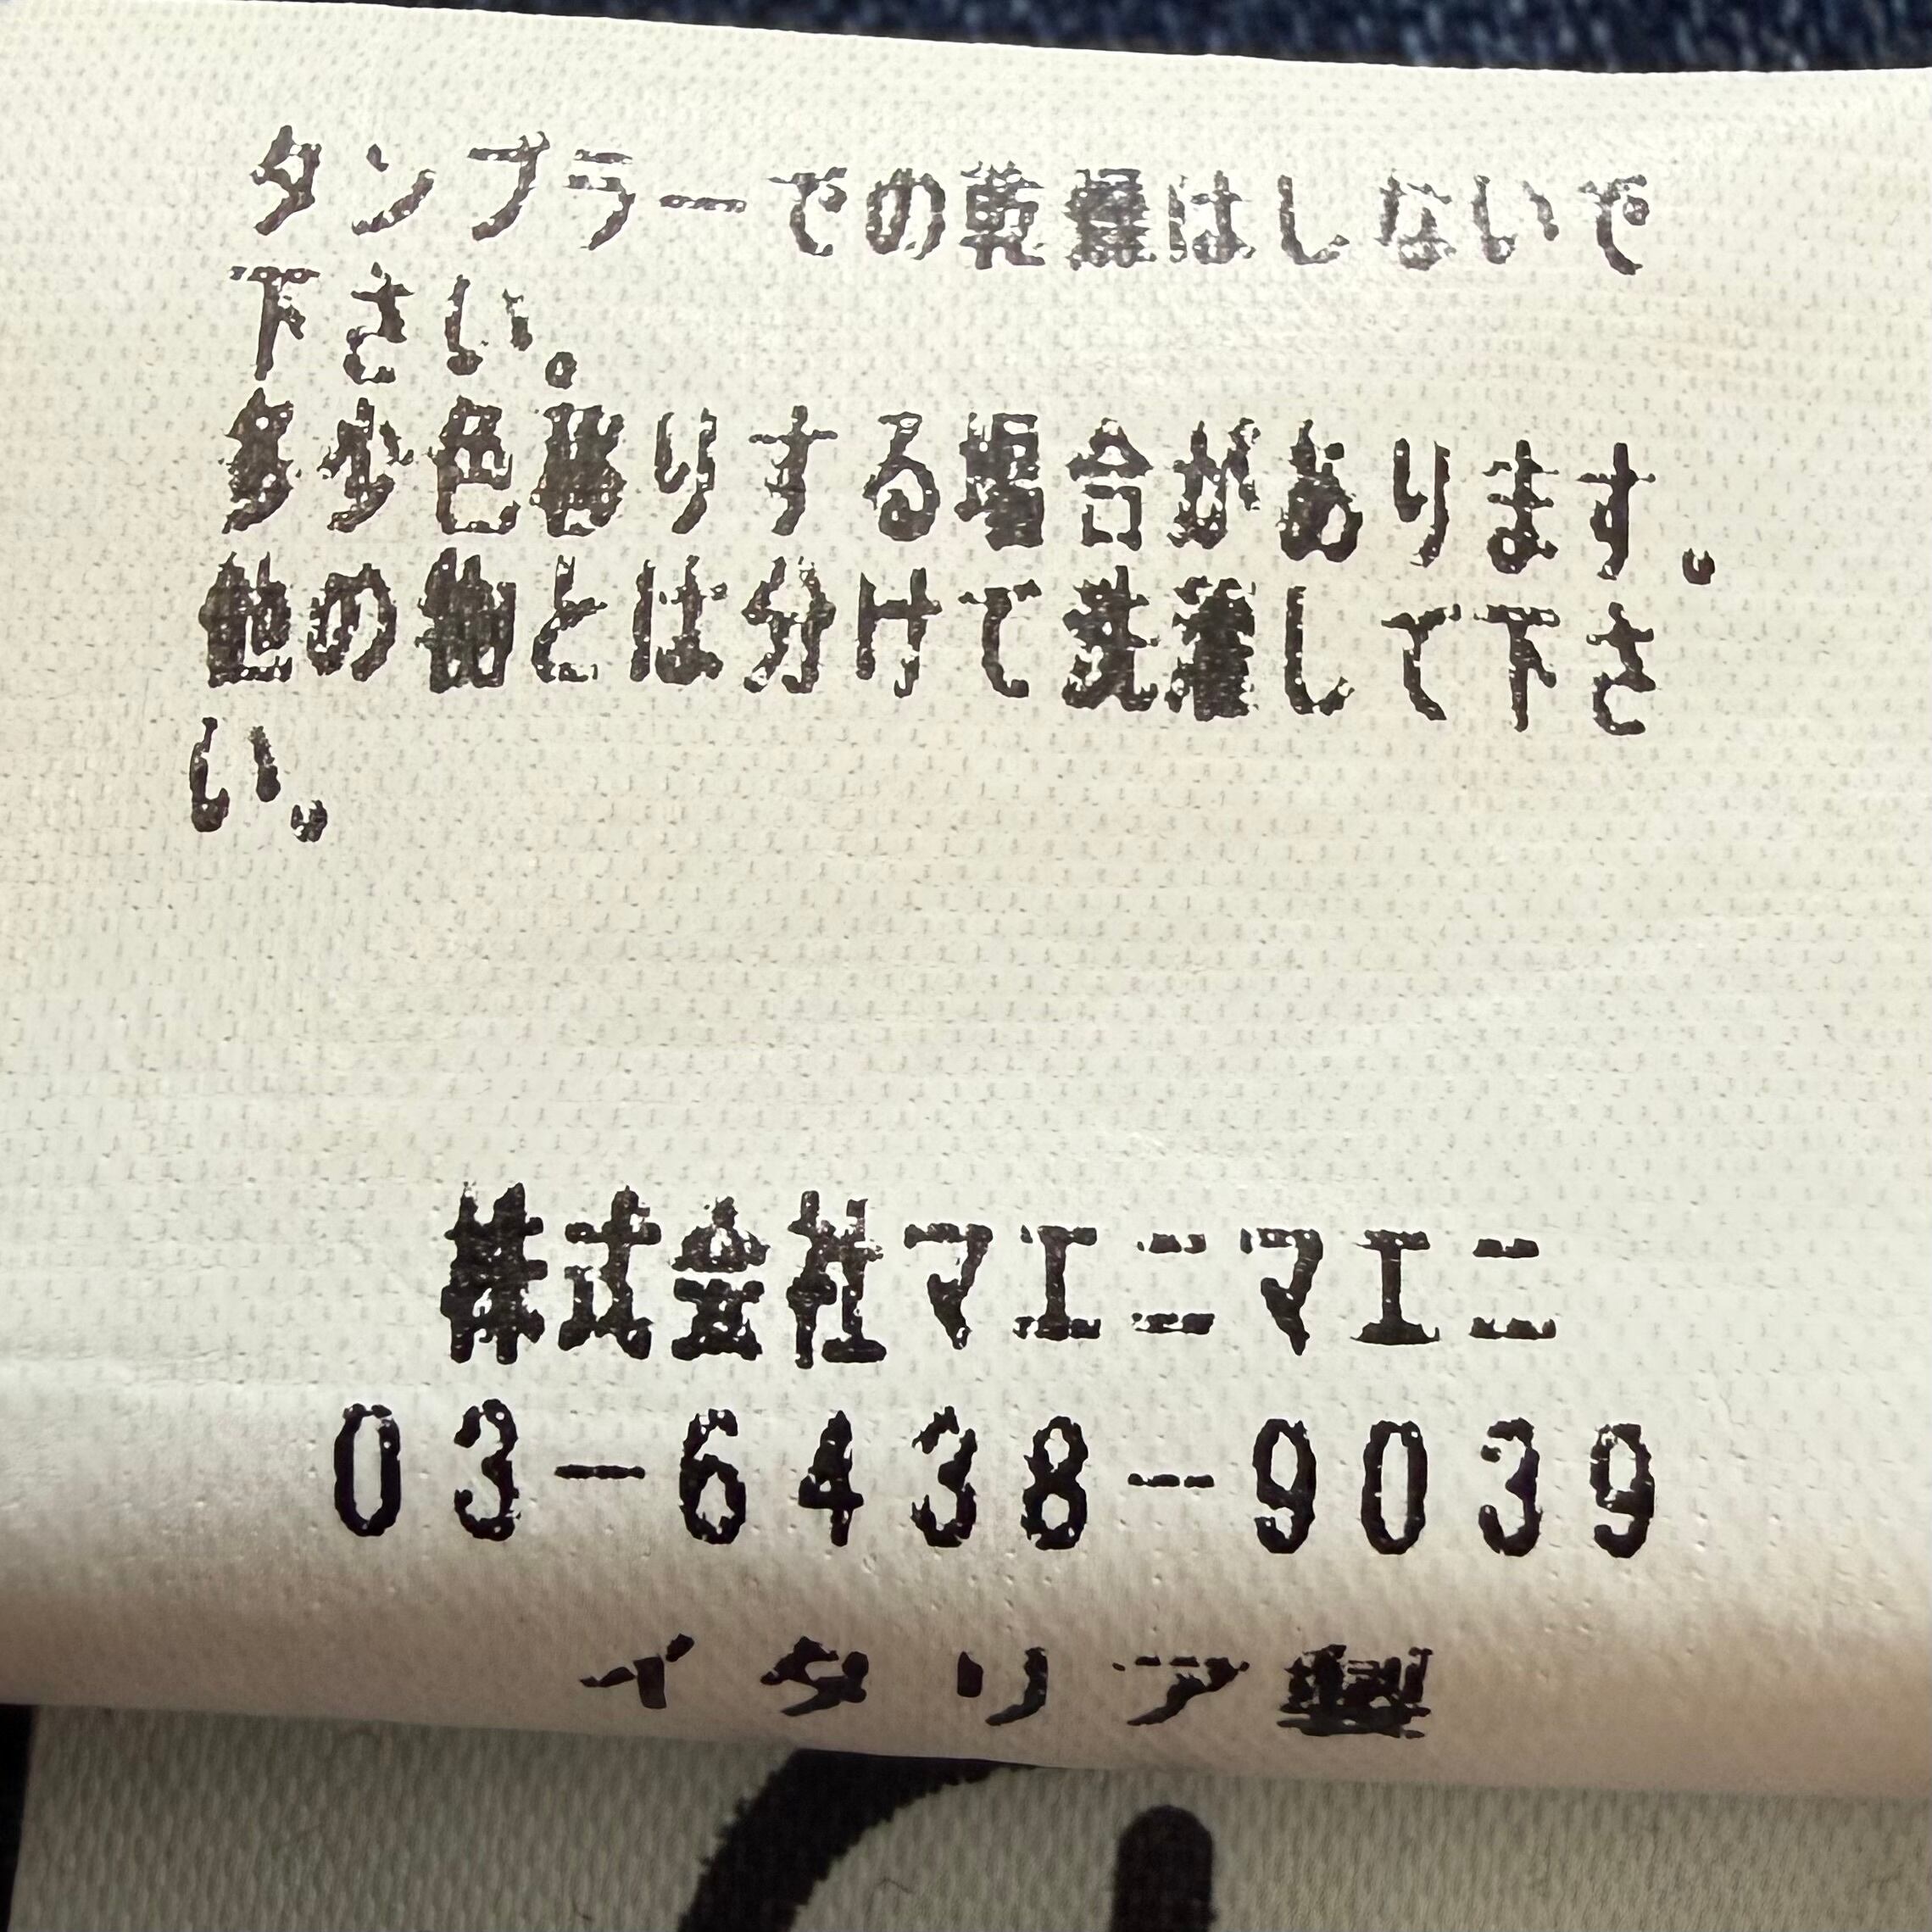 タンブラーでの乾燥はしないで
下さい。
多少色移りする場合があります。
他の物とは分けて洗濯して下さ
い。
株式会社マエニマエニ
03-6438-9039
イタリア製